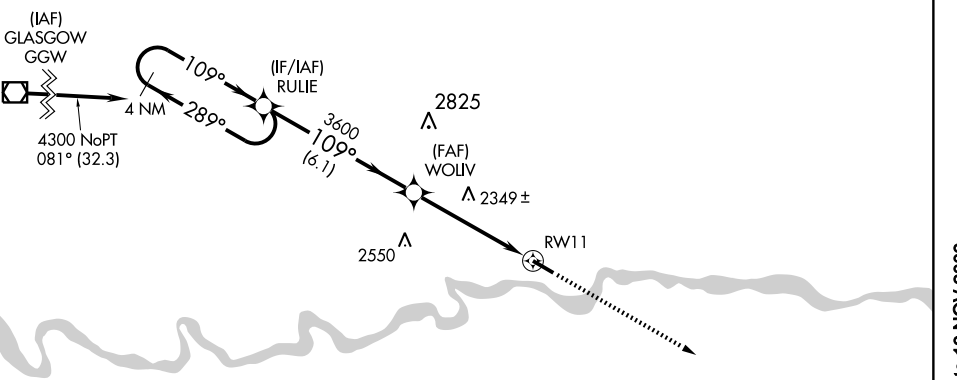 (IAF)
GLASGOW
GGW
4300 NoPT
081° (32.3)
4 NM
109°
289°
(IF/IAF)
RULIE
3600
109°
(6.1)
2825
(FAF)
WOLIV
2349 ±
2550
RW11